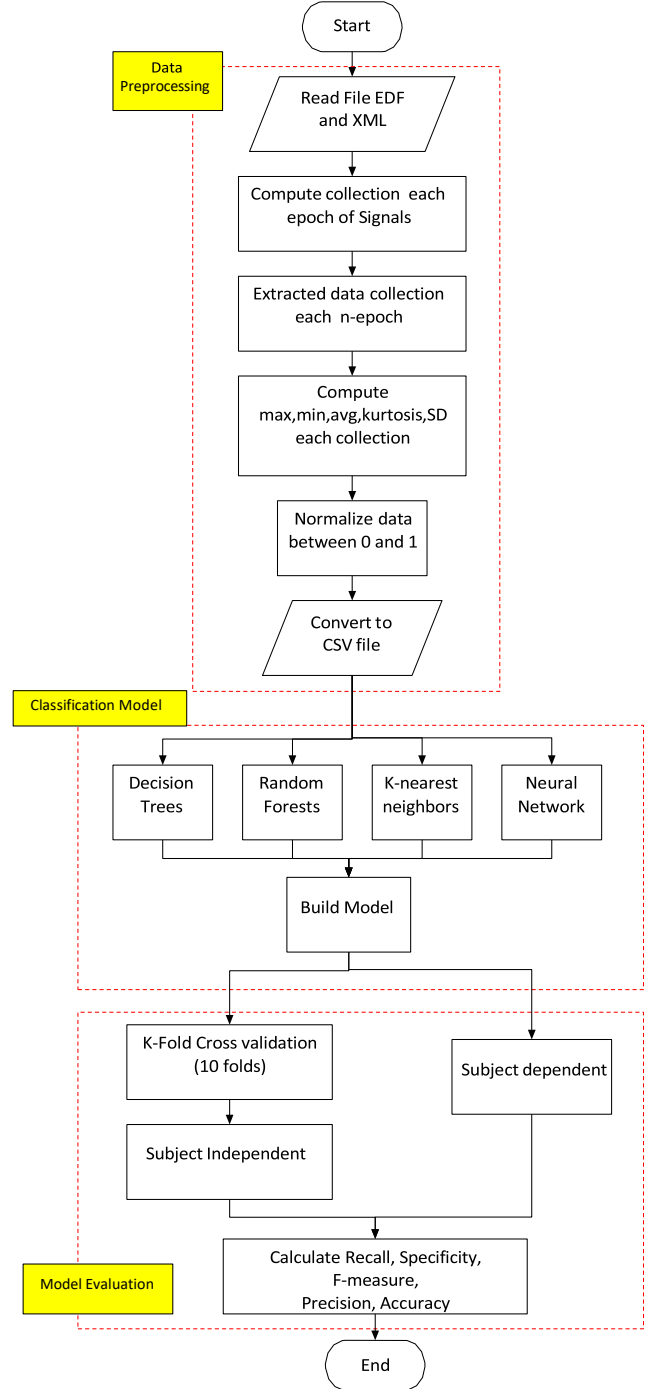 Start
Data
Preprocessing
Read File EDF
and XML
Compute collection each
epoch of Signals
Extracted data collection
each n-epoch
Compute
max,min,avg,kurtosis,SD
each collection
Normalize data
between 0 and 1
Convert to
CSV file
Classification Model
Decision
Trees
Random
Forests
K-nearest
neighbors
Neural
Network
Build Model
K-Fold Cross validation
(10 folds)
Subject dependent
Subject Independent
Calculate Recall, Specificity,
F-measure,
Precision, Accuracy
Model Evaluation
End